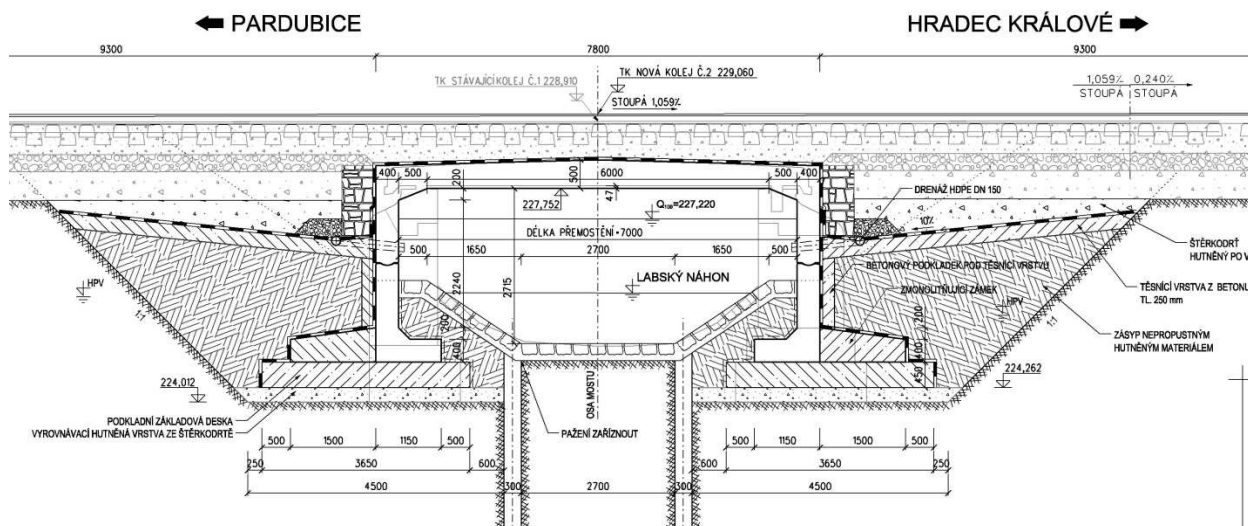 PARDUBICE
HRADEC KRÁLOVÉ
9300
7800
9300
TK STÁVAJÍCÍ KOLEJ Č.1 228,910
TK NOVÁ KOLEJ Č.2 229,060
STOUPÁ 1,059%
1,059% 0,240%
STOUPÁ STOUPÁ
400 500 200 500 6000 47 500 400
227,752
Q100=227,220
DRENÁŽ HDPE DN 150
10%
DÉLKA PŘEMOSTĚNÍ=7000
500 1650 2700 1650 500
BETONOVÝ PODKLADEK POD TĚSNÍCÍ VRSTVU
ŠTĚRKODRŤ
HUTNĚNÝ PO V
LABSKÝ NÁHON
2240
2715
HPV
HPV
ZMONOLITŇUJÍCÍ ZÁMEK
TĚSNÍCÍ VRSTVA Z BETONU
TL. 250 mm
1:1
1:1
200
400
200
400
450
ZÁSYP NEPROPUSTNÝM
HUTNĚNÝM MATERIÁLEM
224,012
224,262
OSA MOSTU
PODKLADNÍ ZÁKLADOVÁ DESKA
VYROVNÁVACÍ HUTNĚNÁ VRSTVA ZE ŠTĚRKODRTĚ
PAŽENÍ ZAŘÍZNOUT
500 1500 1150 500
500 1150 1500 500
250 3650 600
600 3650 250
4500 300 2700 300 4500